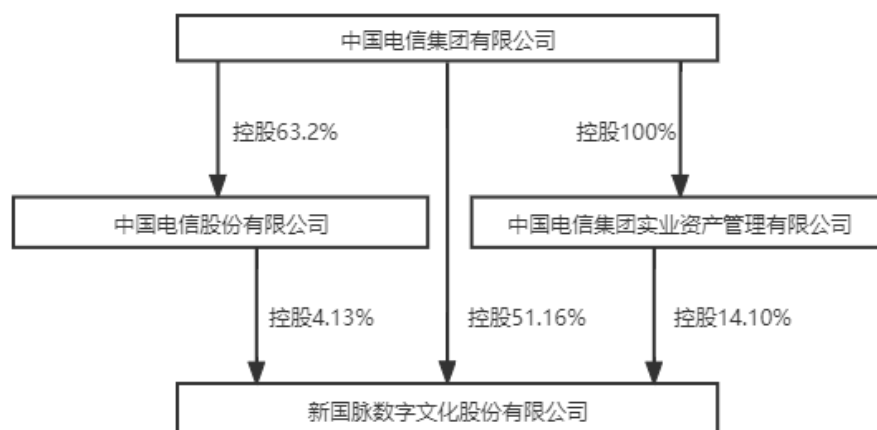 中国电信集团有限公司
控股63.2%
控股100%
中国电信股份有限公司
中国电信集团实业资产管理有限公司
控股4.13%
控股51.16%
控股14.10%
新国脉数字文化股份有限公司